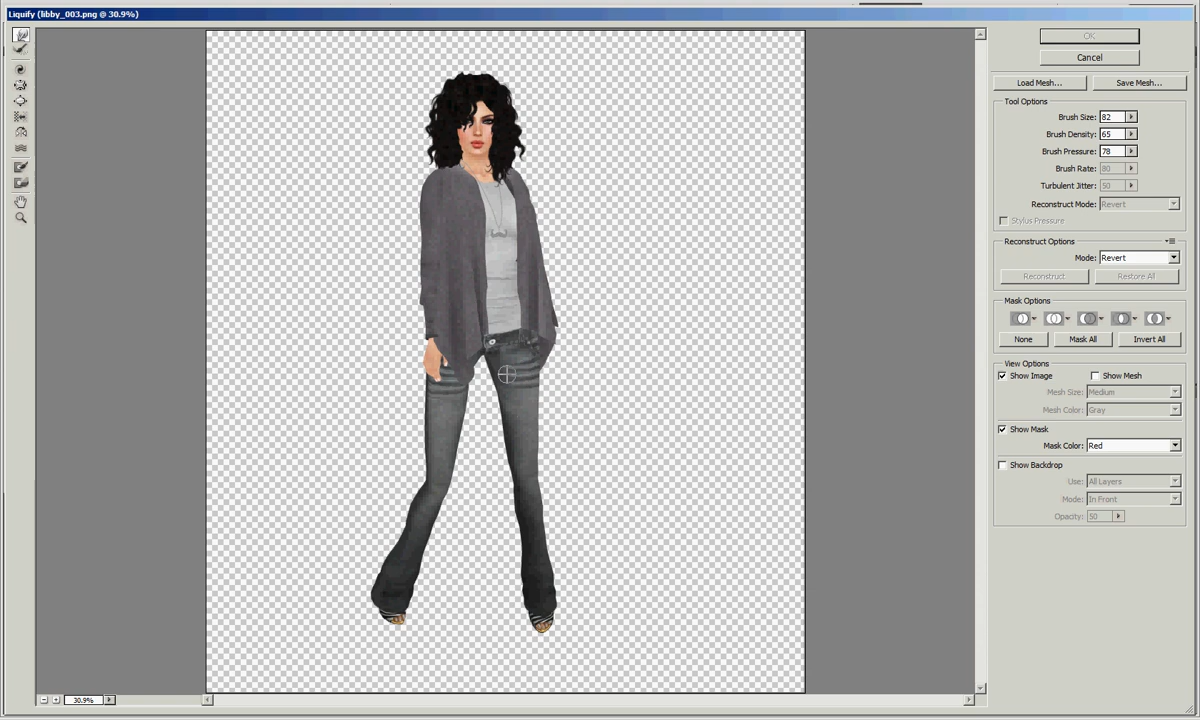 Liquify (libby_003.png @ 30.9%)
OK
Cancel
Load Mesh... Save Mesh...
Tool Options
Brush Size: 82
Brush Density: 65
Brush Pressure: 78
Brush Rate: 80
Turbulent Jitter: 50
Reconstruct Mode: Revert
Stylus Pressure
Reconstruct Options
Mode: Revert
Reconstruct Restore All
Mask Options
None Mask All Invert All
View Options
Show Image Show Mesh
Mesh Size: Medium
Mesh Color: Gray
Show Mask
Mask Color: Red
Show Backdrop
Use: All Layers
Mode: In Front
Opacity: 50
30.9%